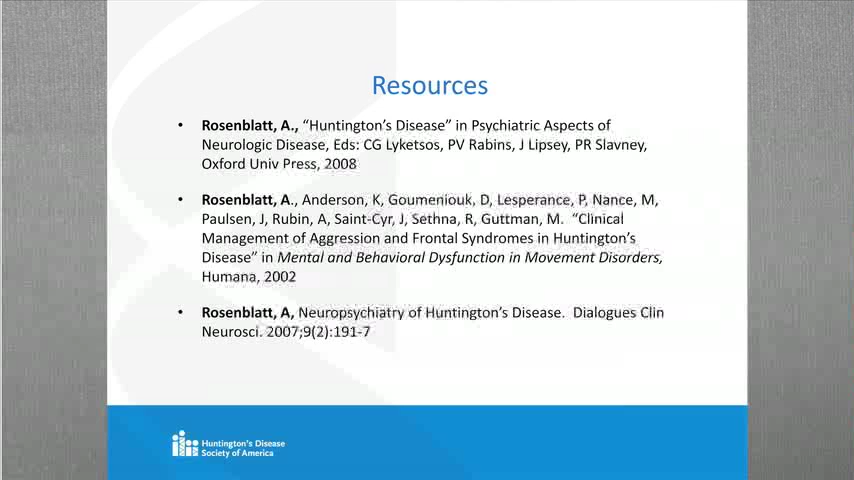 Resources
• Rosenblatt, A., “Huntington’s Disease” in Psychiatric Aspects of
Neurologic Disease, Eds: CG Lyketsos, PV Rabins, J Lipsey, PR Slavney,
Oxford Univ Press, 2008
• Rosenblatt, A., Anderson, K, Goumeniouk, D, Lesperance, P, Nance, M,
Paulsen, J, Rubin, A, Saint-Cyr, J, Sethna, R, Guttman, M. “Clinical
Management of Aggression and Frontal Syndromes in Huntington’s
Disease” in Mental and Behavioral Dysfunction in Movement Disorders,
Humana, 2002
• Rosenblatt, A, Neuropsychiatry of Huntington’s Disease. Dialogues Clin
Neurosci. 2007;9(2):191-7
Huntington’s Disease
Society of America